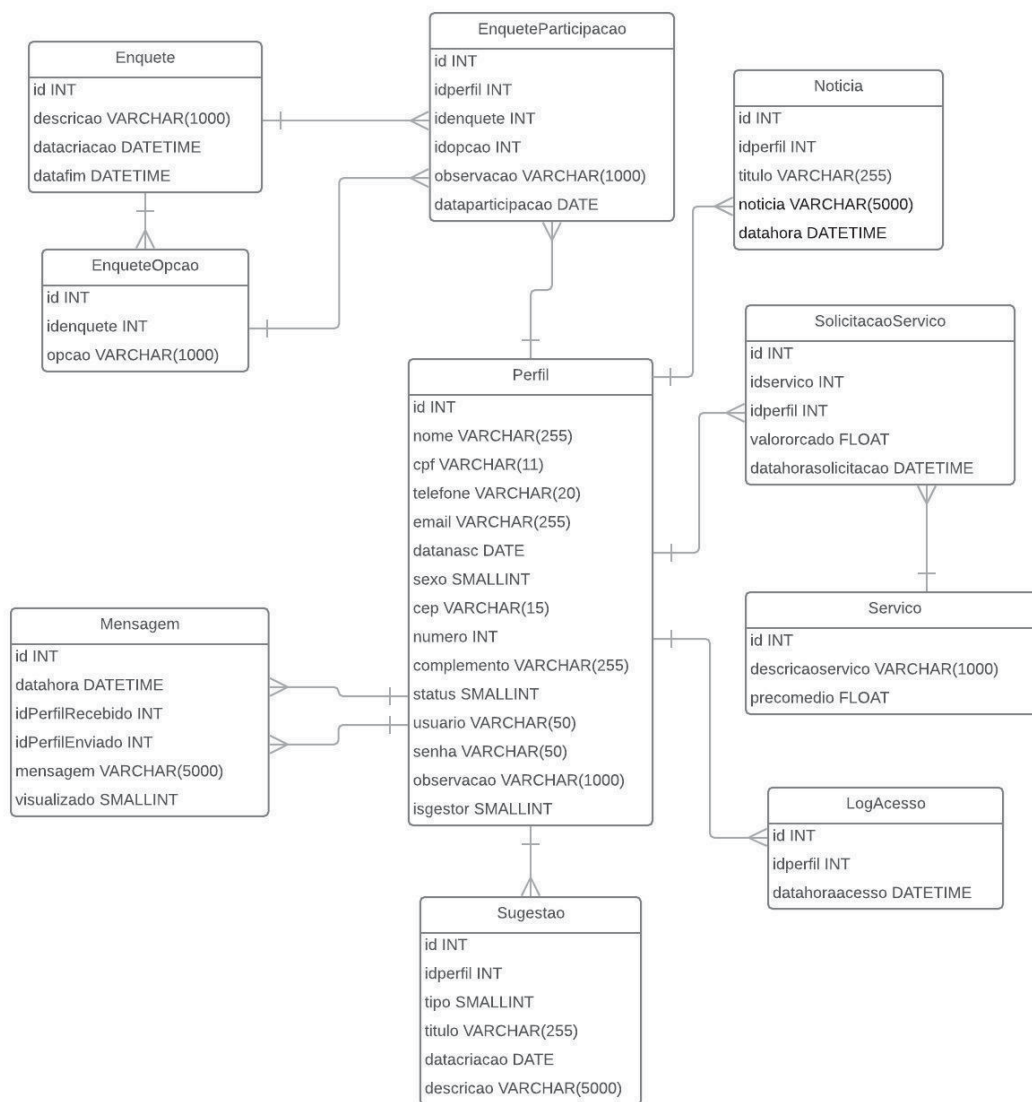 Enquete
id INT
descricao VARCHAR(1000)
datacriacao DATETIME
datafim DATETIME
EnqueteParticipacao
id INT
idperfil INT
idenquete INT
idopcao INT
observacao VARCHAR(1000)
dataparticipacao DATE
Noticia
id INT
idperfil INT
titulo VARCHAR(255)
noticia VARCHAR(5000)
datahora DATETIME
EnqueteOpcao
id INT
idenquete INT
opcao VARCHAR(1000)
SolicitacaoServico
id INT
idservico INT
idperfil INT
valororcado FLOAT
datahorasolicitacao DATETIME
Perfil
id INT
nome VARCHAR(255)
cpf VARCHAR(11)
telefone VARCHAR(20)
email VARCHAR(255)
datanasc DATE
sexo SMALLINT
cep VARCHAR(15)
numero INT
complemento VARCHAR(255)
status SMALLINT
usuario VARCHAR(50)
senha VARCHAR(50)
observacao VARCHAR(1000)
isgestor SMALLINT
Servico
id INT
descricaoservico VARCHAR(1000)
precomedio FLOAT
Mensagem
id INT
datahora DATETIME
idPerfilRecebido INT
idPerfilEnviado INT
mensagem VARCHAR(5000)
visualizado SMALLINT
LogAcesso
id INT
idperfil INT
datahoraacesso DATETIME
Sugestao
id INT
idperfil INT
tipo SMALLINT
titulo VARCHAR(255)
datacriacao DATE
descricao VARCHAR(5000)